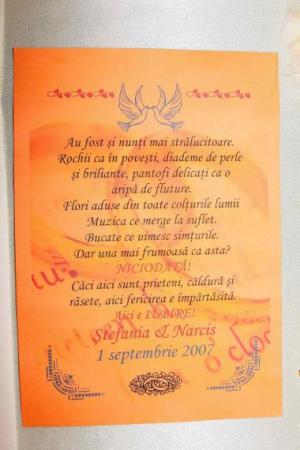 Au fost și nunți mai strălucitoare.
Rochii ca în povești, diademe de perle
și briliante, pantofi delicați ca o
aripă de fluture.
Flori aduse din toate colțurile lumii
Muzica ce merge la suflet.
Bucate ce uimesc simțurile.
Dar una mai frumoasă ca asta?
NICIODATĂ!
Căci aici sunt prieteni, căldură și
râsete, aici fericirea e împărtășită.
Aici e IUBIRE!
Ștefania & Narcis
1 septembrie 2007